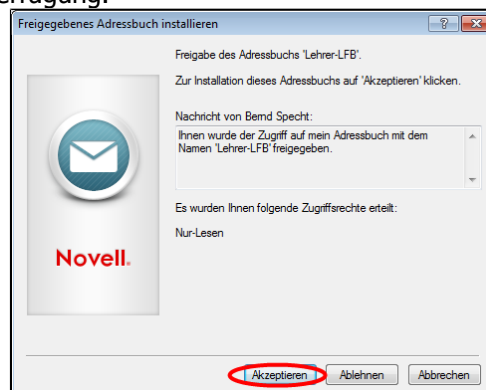 Freigegebenes Adressbuch installieren
Freigabe des Adressbuchs 'Lehrer-LFB'.
Zur Installation dieses Adressbuchs auf 'Akzeptieren' klicken.
Nachricht von Bernd Specht:
Ihnen wurde der Zugriff auf mein Adressbuch mit dem
Namen 'Lehrer-LFB' freigegeben.
Es wurden Ihnen folgende Zugriffsrechte erteilt:
Nur-Lesen
Novell.
Akzeptieren Ablehnen Abbrechen